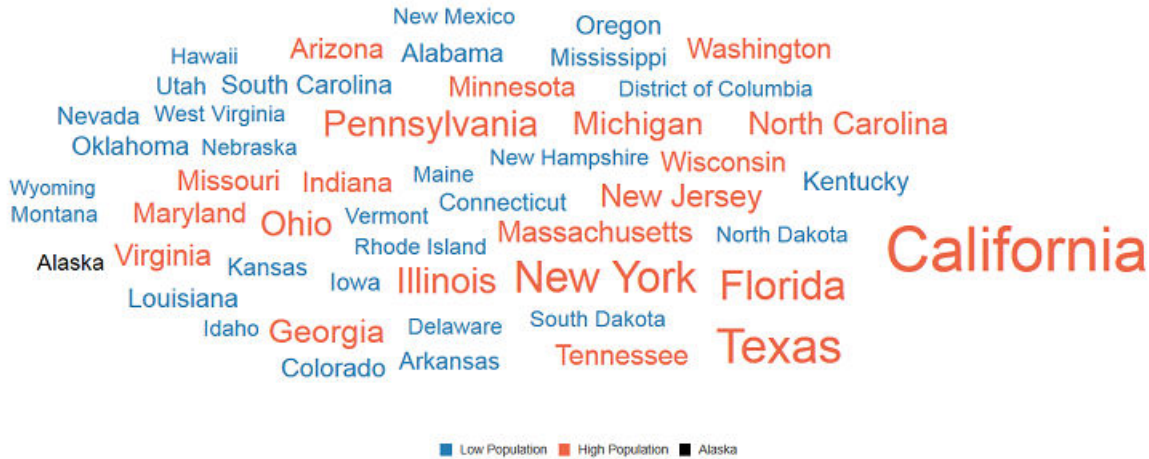 New Mexico
Oregon
Hawaii Arizona Alabama Mississippi Washington
Utah South Carolina Minnesota District of Columbia
Nevada West Virginia Pennsylvania Michigan North Carolina
Oklahoma Nebraska
New Hampshire Wisconsin
Wyoming Missouri Indiana Maine Kentucky
Montana Maryland Ohio Vermont Connecticut New Jersey
Rhode Island Massachusetts North Dakota California
Alaska Virginia Kansas
Iowa Illinois New York Florida
Louisiana
Idaho Georgia Delaware South Dakota
Colorado Arkansas Tennessee Texas
Low Population High Population Alaska